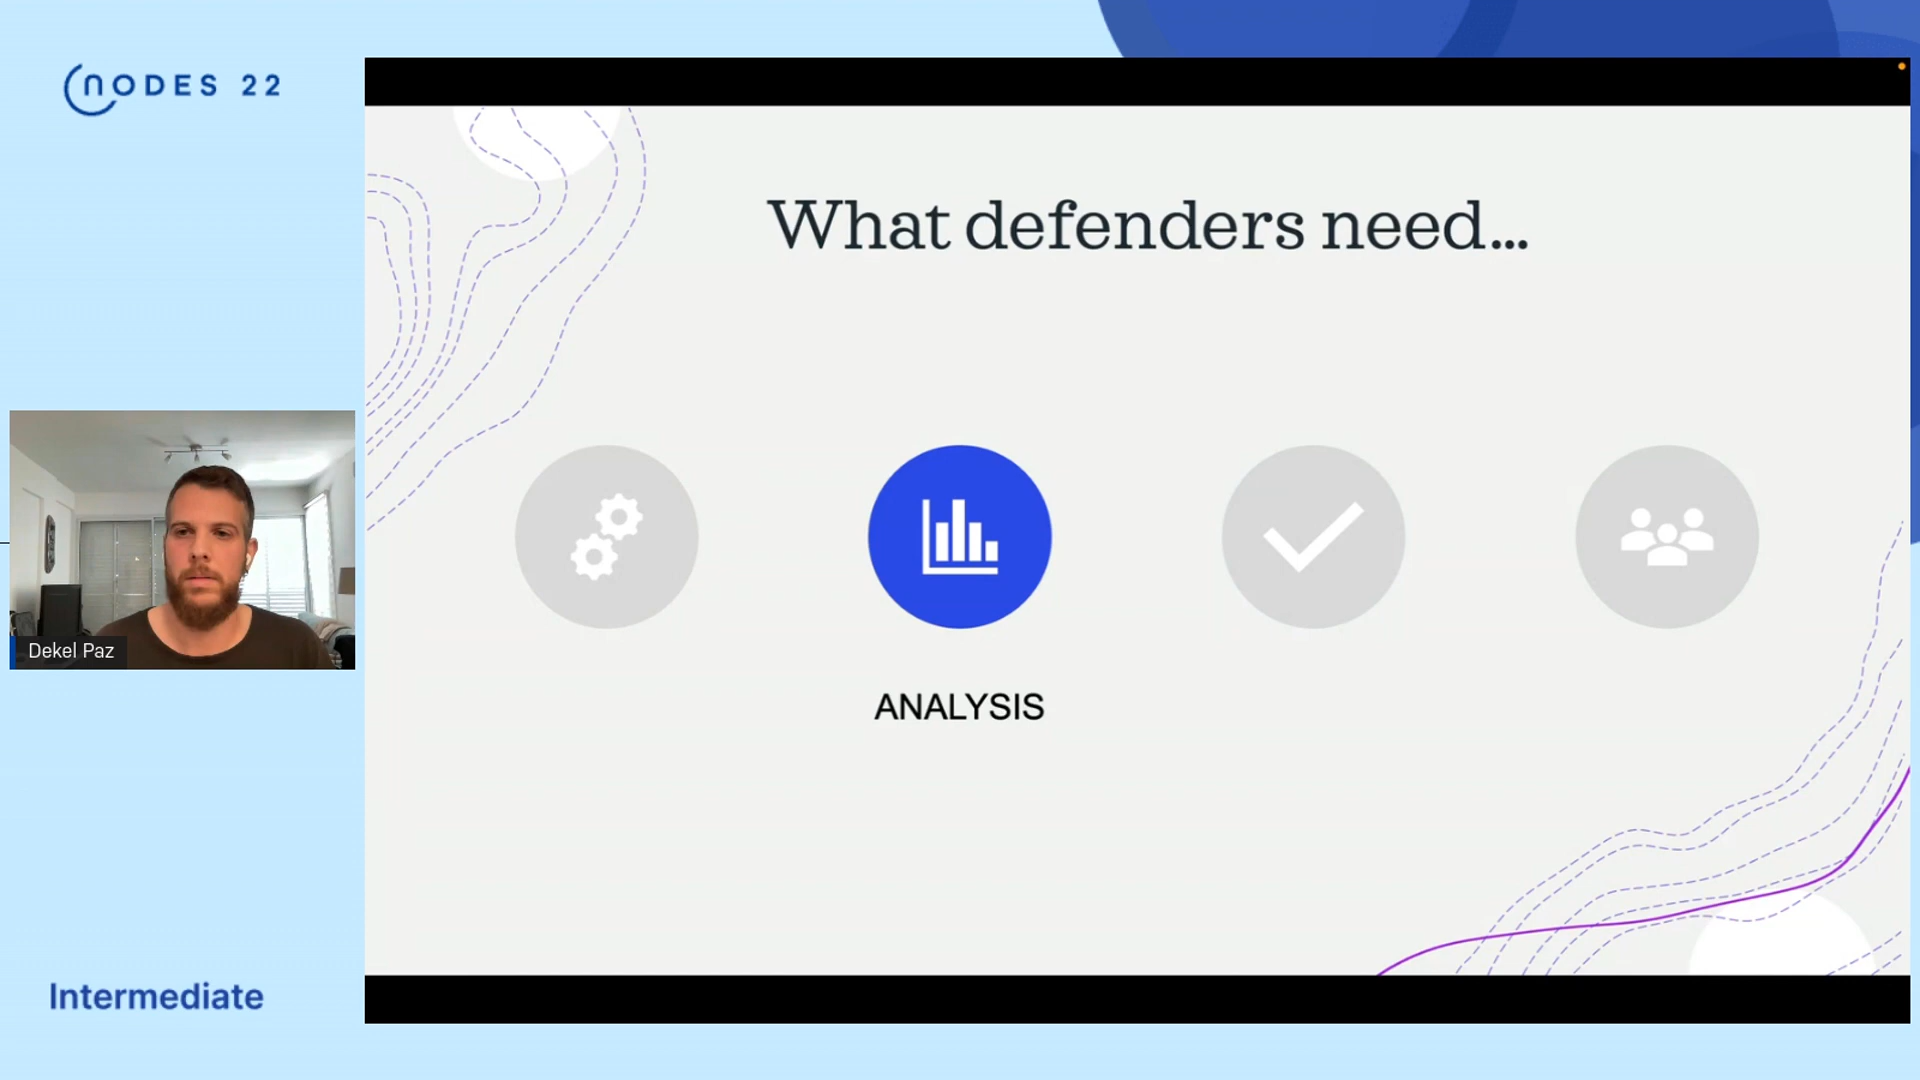 NODES 22
What defenders need...
ANALYSIS
Dekel Paz
Intermediate